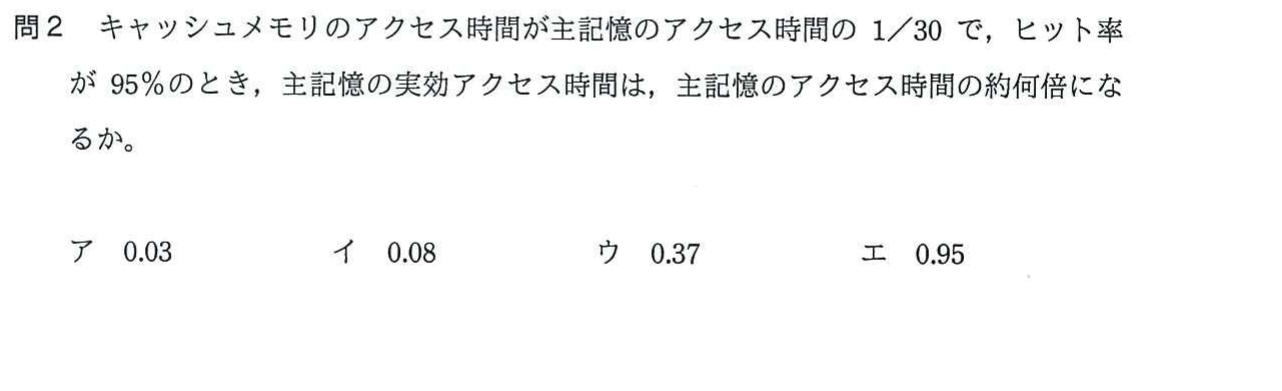 問2 キャッシュメモリのアクセス時間が主記憶のアクセス時間の 1／30 で，ヒット率
が 95%のとき，主記憶の実効アクセス時間は，主記憶のアクセス時間の約何倍にな
るか。
ア 0.03 イ 0.08 ウ 0.37 エ 0.95